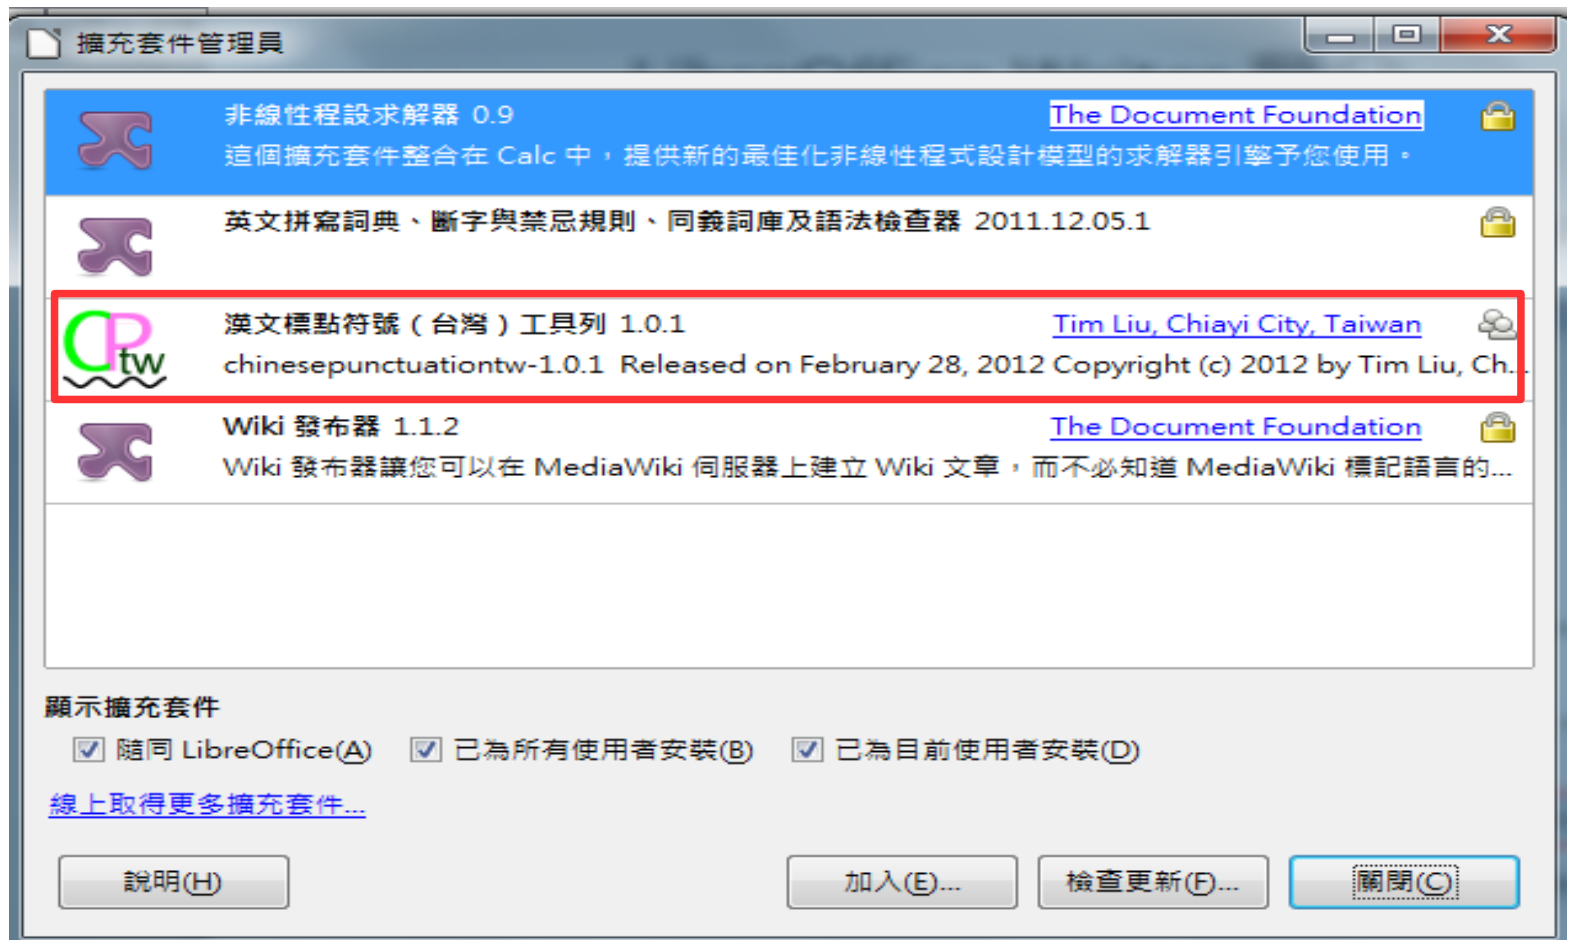 擴充套件管理員
非線性程設求解器 0.9 The Document Foundation
這個擴充套件整合在 Calc 中，提供新的最佳化非線性程式設計模型的求解器引擎予您使用。
英文拼寫詞典、斷字與禁忌規則、同義詞庫及語法檢查器 2011.12.05.1
漢文標點符號（台灣）工具列 1.0.1 Tim Liu, Chiayi City, Taiwan
CP tw
chinesepunctuationtw-1.0.1 Released on February 28, 2012 Copyright (c) 2012 by Tim Liu, Ch...
Wiki 發布器 1.1.2 The Document Foundation
Wiki 發布器讓您可以在 MediaWiki 伺服器上建立 Wiki 文章，而不必知道 MediaWiki 標記語言的...
顯示擴充套件
隨同 LibreOffice(A) 已為所有使用者安裝(B) 已為目前使用者安裝(D)
線上取得更多擴充套件...
說明(H) 加入(E)... 檢查更新(F)... 關閉(C)